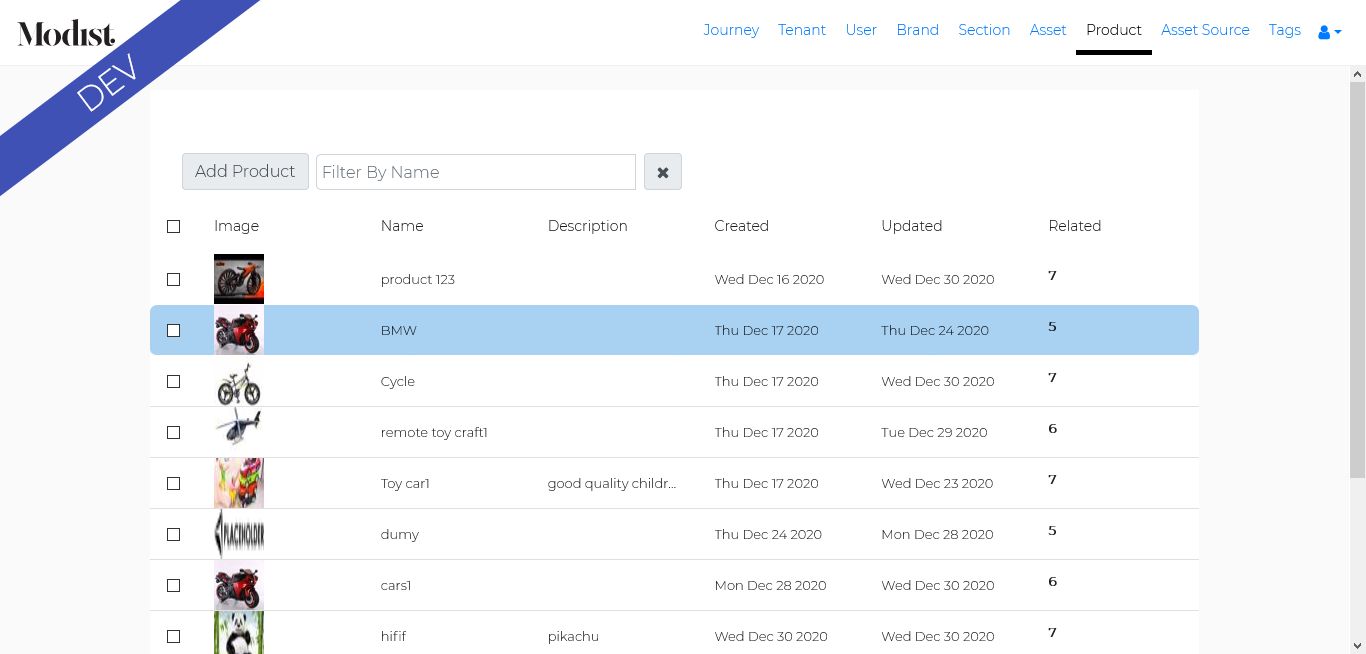 Modist.
Journey Tenant User Brand Section Asset Product Asset Source Tags
DEV
Add Product Filter By Name
Image Name Description Created Updated Related
product 123 Wed Dec 16 2020 Wed Dec 30 2020 7
BMW Thu Dec 17 2020 Thu Dec 24 2020 5
Cycle Thu Dec 17 2020 Wed Dec 30 2020 7
remote toy craft1 Thu Dec 17 2020 Tue Dec 29 2020 6
Toy car1 good quality childr... Thu Dec 17 2020 Wed Dec 23 2020 7
PLACEHOLDER dumy Thu Dec 24 2020 Mon Dec 28 2020 5
cars1 Mon Dec 28 2020 Wed Dec 30 2020 6
hifif pikachu Wed Dec 30 2020 Wed Dec 30 2020 7